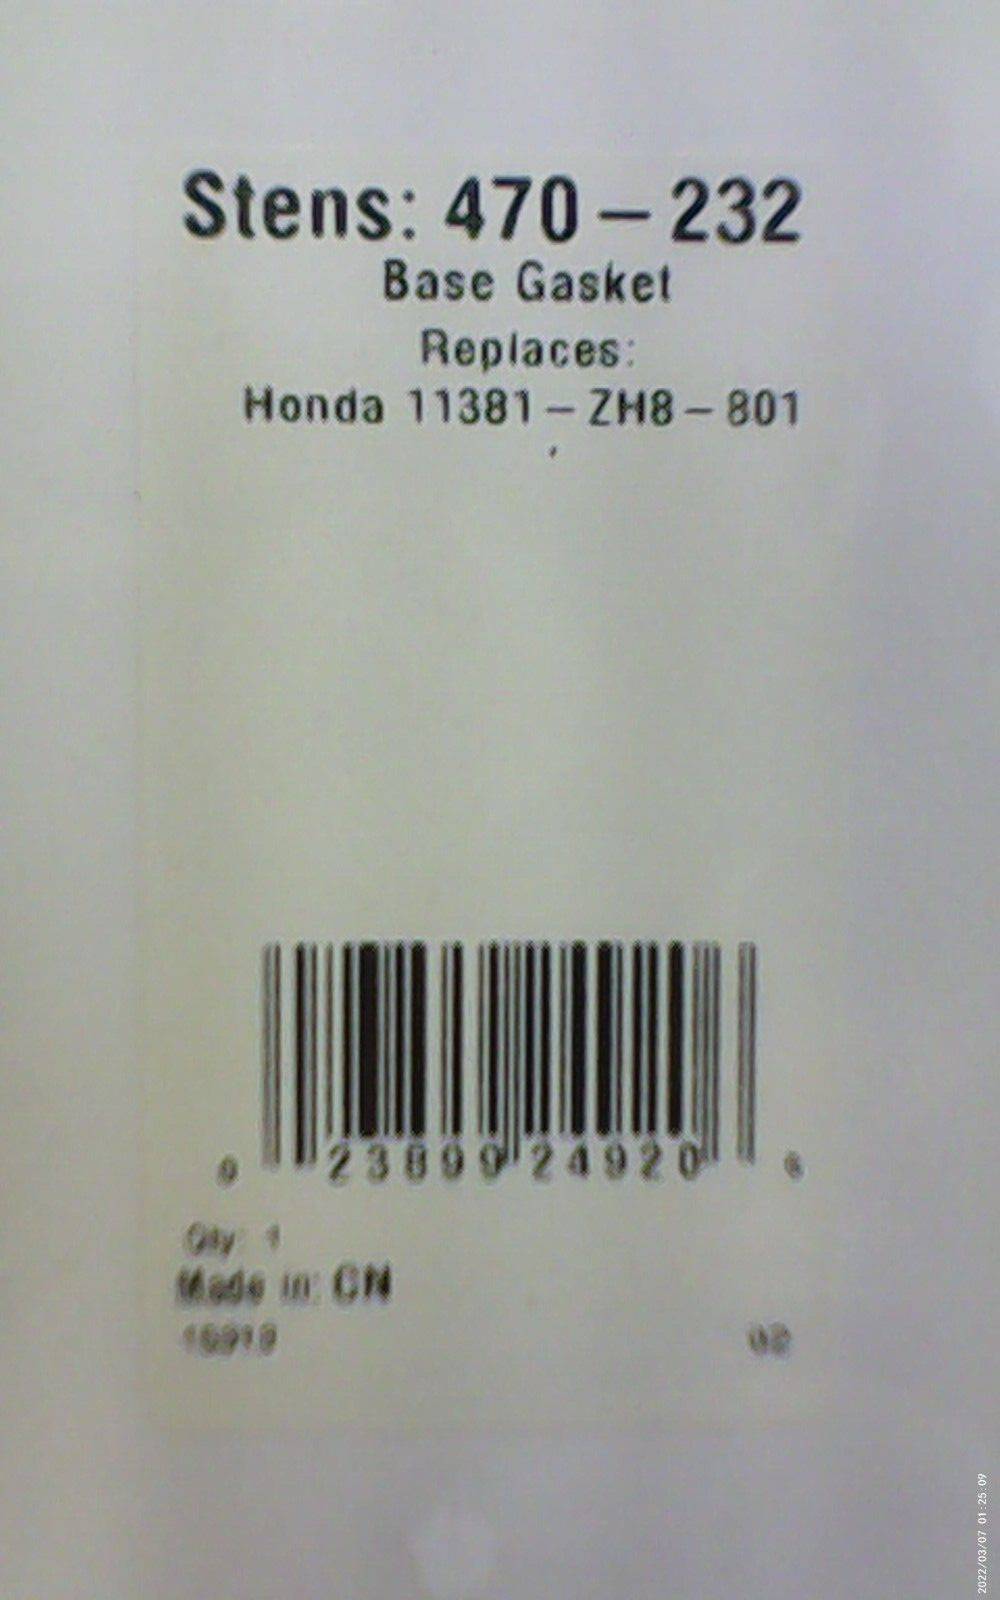 Stens: 470-232
Base Gasket
Replaces:
Honda 11381-ZH8-801
0 23899 24920 6
Qty: 1
Made in: CN
02
2022/03/07 01:25:09